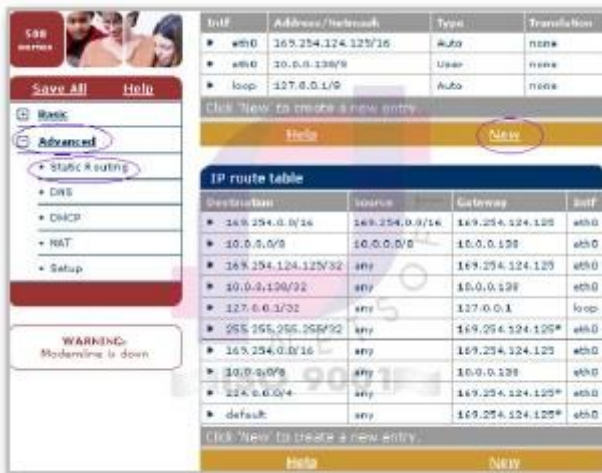 508
series
Save All Help
Basic
Advanced
Static Routing
DNS
DHCP
NAT
Setup
WARNING:
Modemline is down
Intf Address/Netmask Type Translation
eth0 169.254.124.125/16 Auto none
eth0 10.0.0.138/8 User none
loop 127.0.0.1/8 Auto none
Click 'New' to create a new entry.
Help New
IP route table
Destination Source Gateway Intf
169.254.0.0/16 169.254.0.0/16 169.254.124.125 eth0
10.0.0.0/8 10.0.0.0/8 10.0.0.138 eth0
169.254.124.125/32 any 169.254.124.125 eth0
10.0.0.138/32 any 10.0.0.138 eth0
127.0.0.1/32 any 127.0.0.1 loop
255.255.255.255/32 any 169.254.124.125* eth0
169.254.0.0/16 any 169.254.124.125 eth0
10.0.0.0/8 any 10.0.0.138 eth0
224.0.0.0/4 any 169.254.124.125* eth0
default any 169.254.124.125* eth0
Click 'New' to create a new entry.
Help New
ISO 9001